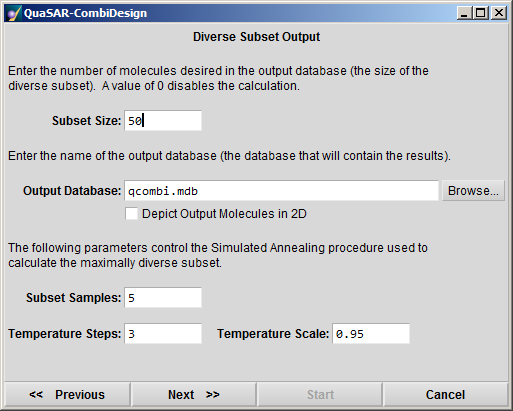 QuaSAR-CombiDesign
Diverse Subset Output
Enter the number of molecules desired in the output database (the size of the
diverse subset).  A value of 0 disables the calculation.
Subset Size: 50
Enter the name of the output database (the database that will contain the results).
Output Database: qcombi.mdb Browse...
Depict Output Molecules in 2D
The following parameters control the Simulated Annealing procedure used to
calculate the maximally diverse subset.
Subset Samples: 5
Temperature Steps: 3 Temperature Scale: 0.95
<< Previous Next >> Start Cancel